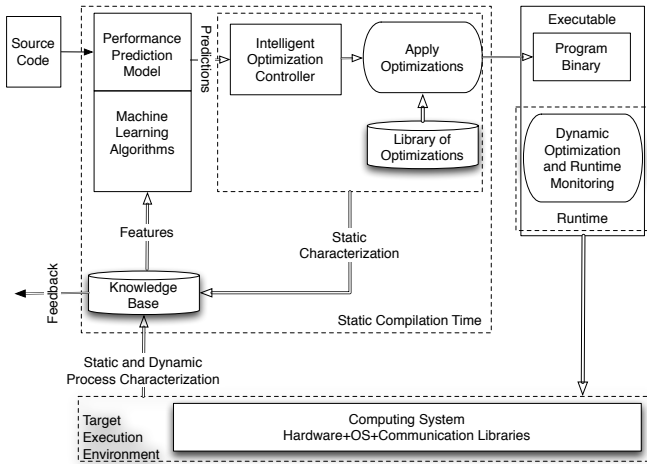 Source
Code
Performance
Prediction
Model
Machine
Learning
Algorithms
Predictions
Intelligent
Optimization
Controller
Apply
Optimizations
Library of
Optimizations
Executable
Program
Binary
Dynamic
Optimization
and Runtime
Monitoring
Runtime
Features
Static
Characterization
Feedback
Knowledge
Base
Static Compilation Time
Static and Dynamic
Process Characterization
Target
Execution
Environment
Computing System
Hardware+OS+Communication Libraries